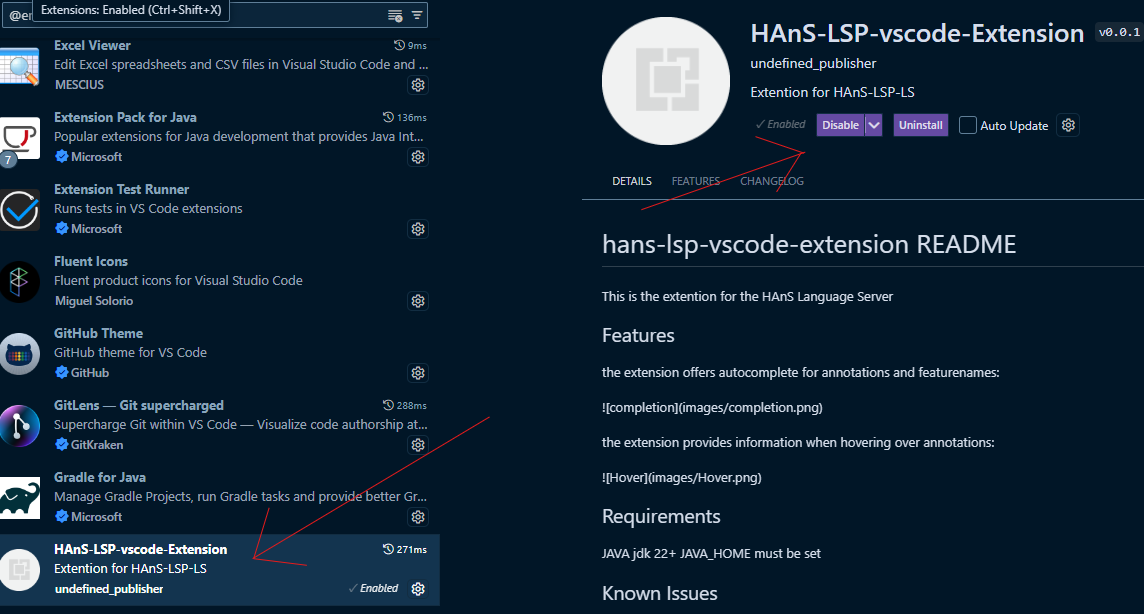 @e
Extensions: Enabled (Ctrl+Shift+X)
Excel Viewer
9ms
Edit Excel spreadsheets and CSV files in Visual Studio Code and ...
MESCIUS
Extension Pack for Java
136ms
Popular extensions for Java development that provides Java Int...
7
Microsoft
Extension Test Runner
Runs tests in VS Code extensions
Microsoft
Fluent Icons
Fluent product icons for Visual Studio Code
Miguel Solorio
GitHub Theme
GitHub theme for VS Code
GitHub
GitLens — Git supercharged
288ms
Supercharge Git within VS Code — Visualize code authorship at...
GitKraken
Gradle for Java
Manage Gradle Projects, run Gradle tasks and provide better Gr...
Microsoft
HAnS-LSP-vscode-Extension
271ms
Extention for HAnS-LSP-LS
undefined_publisher
Enabled
HAnS-LSP-vscode-Extension v0.0.1
undefined_publisher
Extention for HAnS-LSP-LS
Enabled Disable Uninstall Auto Update
DETAILS FEATURES CHANGELOG
hans-lsp-vscode-extension README
This is the extention for the HAnS Language Server
Features
the extension offers autocomplete for annotations and featurenames:
![completion](images/completion.png)
the extension provides information when hovering over annotations:
![Hover](images/Hover.png)
Requirements
JAVA jdk 22+ JAVA_HOME must be set
Known Issues